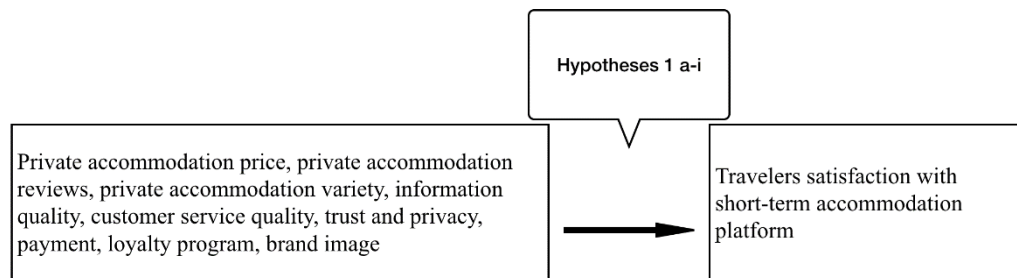 Hypotheses 1 a-i
Private accommodation price, private accommodation
reviews, private accommodation variety, information
quality, customer service quality, trust and privacy,
payment, loyalty program, brand image
Travelers satisfaction with
short-term accommodation
platform